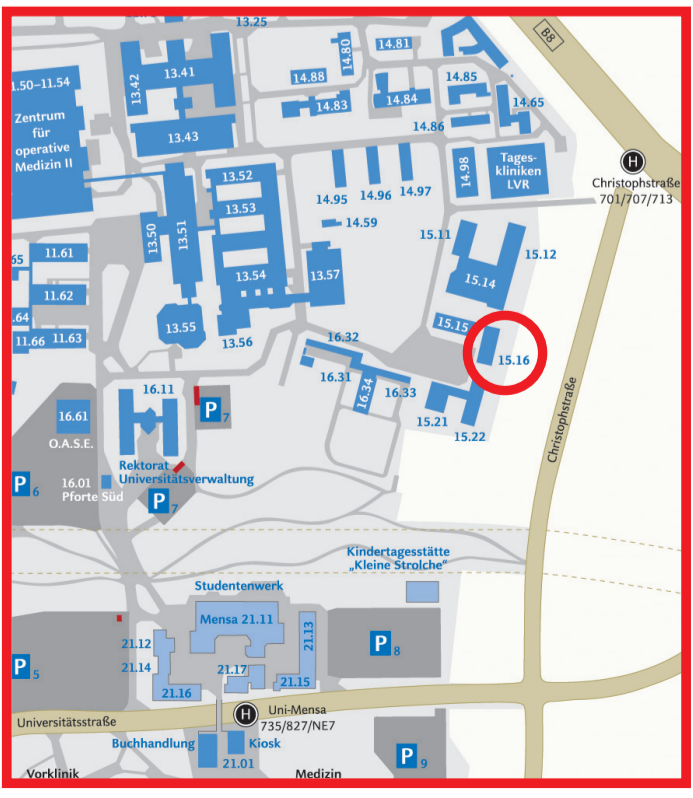 13.25
B8
14.80
14.81
1.50–11.54
13.42
13.41
14.88
14.85
14.83
14.84
14.65
Zentrum
für
operative
Medizin II
13.43
14.86
H
Christophstraße
701/707/713
Tages-
kliniken
LVR
14.98
13.52
14.95
14.96
14.97
13.53
14.59
13.50
13.51
15.11
15.12
11.61
65
13.54
13.57
15.14
11.62
.64
13.55
13.56
15.15
16.32
11.66
11.63
15.16
16.31
16.34
16.33
16.11
P 7
16.61
O.A.S.E.
15.21
15.22
Christophstraße
Rektorat
Universitätsverwaltung
P 6
16.01
Pforte Süd
P 7
Kindertagesstätte
„Kleine Strolche“
Studentenwerk
Mensa 21.11
21.13
21.12
21.14
P 8
P 5
21.17
21.15
21.16
Universitätsstraße
H
Uni-Mensa
735/827/NE7
Buchhandlung
Kiosk
21.01
P 9
Vorklinik
Medizin